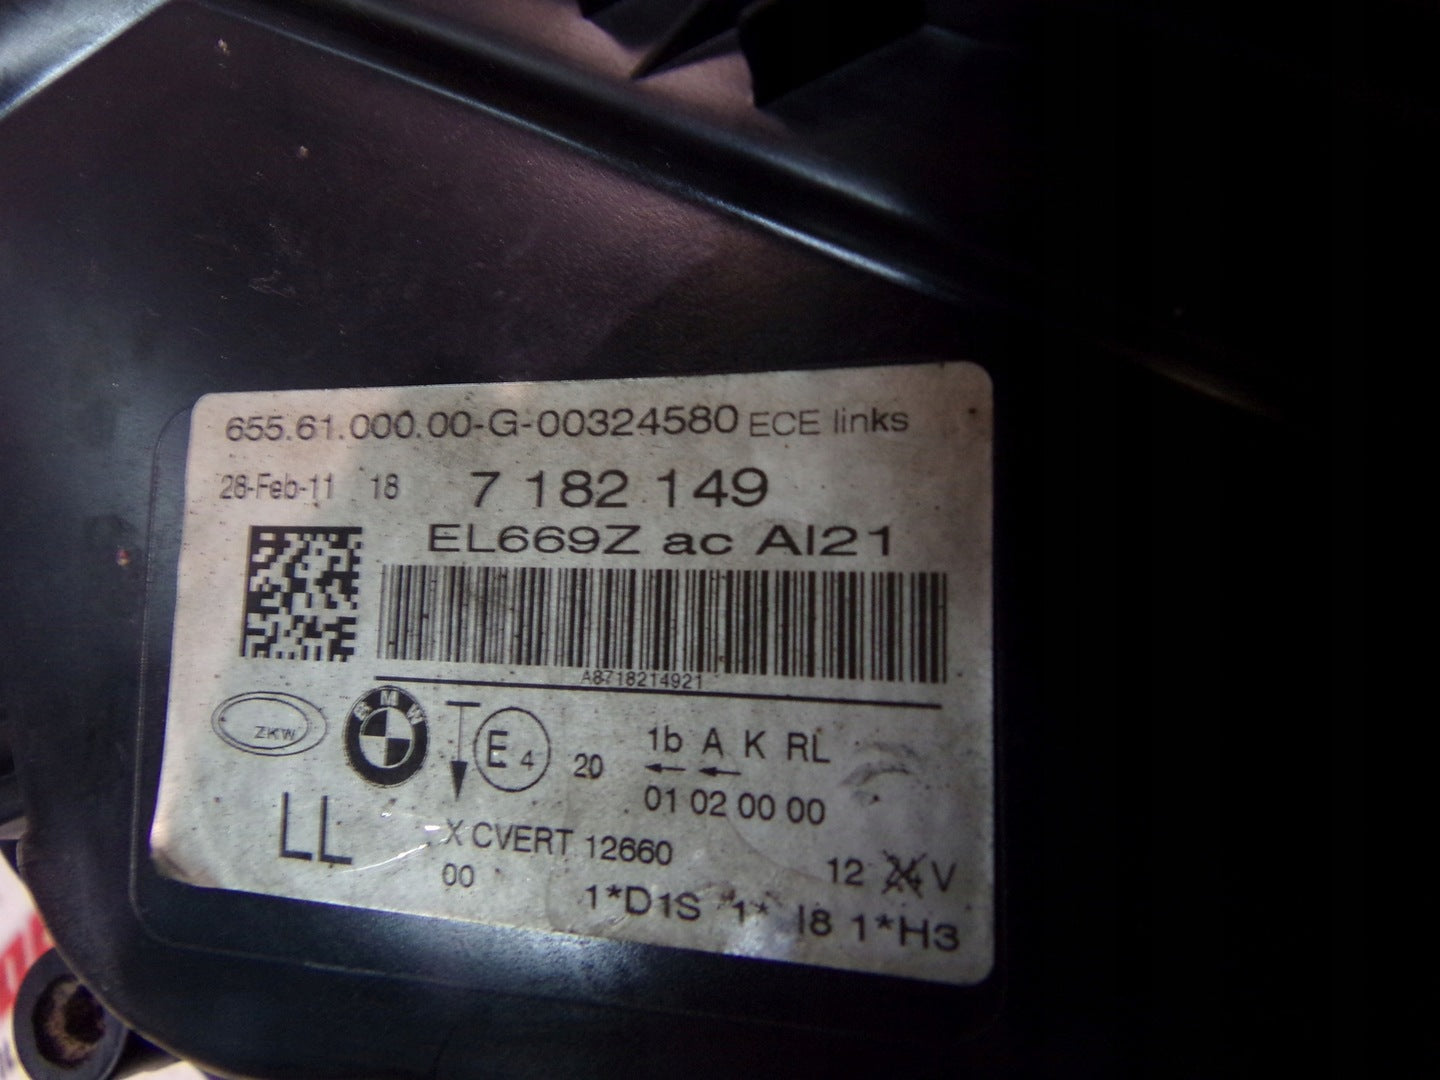 655.61.000.00-G-00324580 ECE links
28-Feb-11 18 7 182 149
EL669Z ac AI21
A8718214921
ZKW BMW E4 20 1b A K RL
← ←
01 02 00 00
LL X CVERT 12660
00 12 24 V
1*D1S 1* I8 1*H3